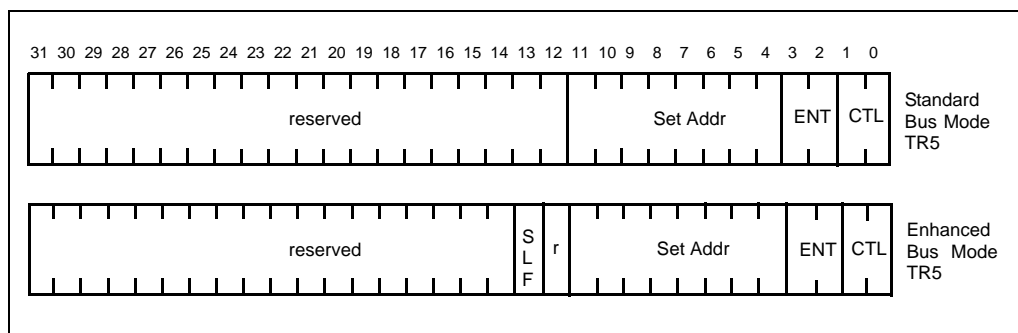 31 30 29 28 27 26 25 24 23 22 21 20 19 18 17 16 15 14 13 12 11 10 9 8 7 6 5 4 3 2 1 0
reserved Set Addr ENT CTL
Standard
Bus Mode
TR5
reserved SLF r Set Addr ENT CTL
Enhanced
Bus Mode
TR5